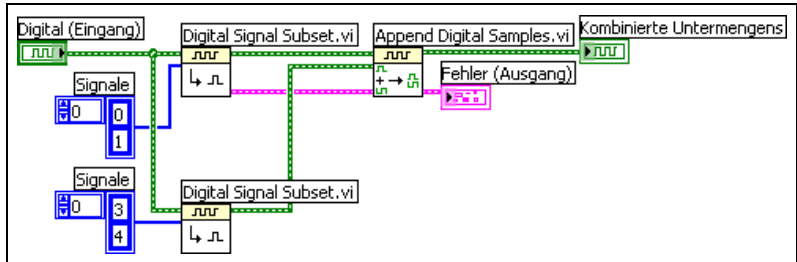 Digital (Eingang)
Digital Signal Subset.vi
Append Digital Samples.vi
Kombinierte Untermengens
Signale
0
0
1
Fehler (Ausgang)
Signale
0
3
4
Digital Signal Subset.vi